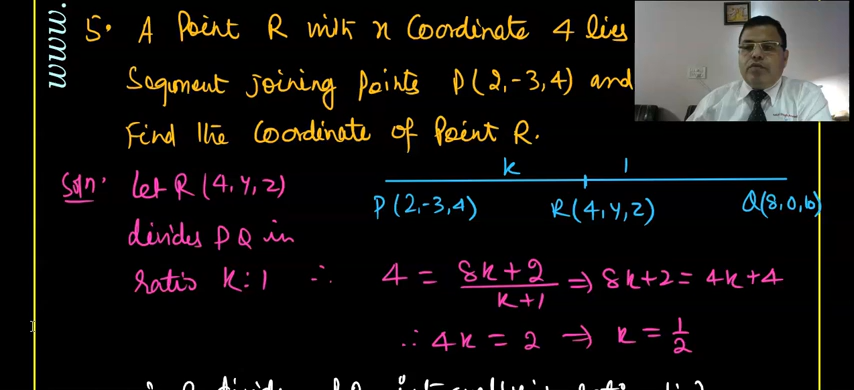 www.
5. A Point R with x Coordinate 4 lies
Segment joining Points P(2,-3,4) and
Find the Coordinate of Point R.
Soln. Let R (4, y, z)
divides PQ in
ratio k:1
k 1
P(2,-3,4) R(4,y,z) Q(8,0,10)
∴ 4 = 8k+2/k+1 ⇒ 8k+2 = 4k+4
∴ 4k = 2 ⇒ k = 1/2